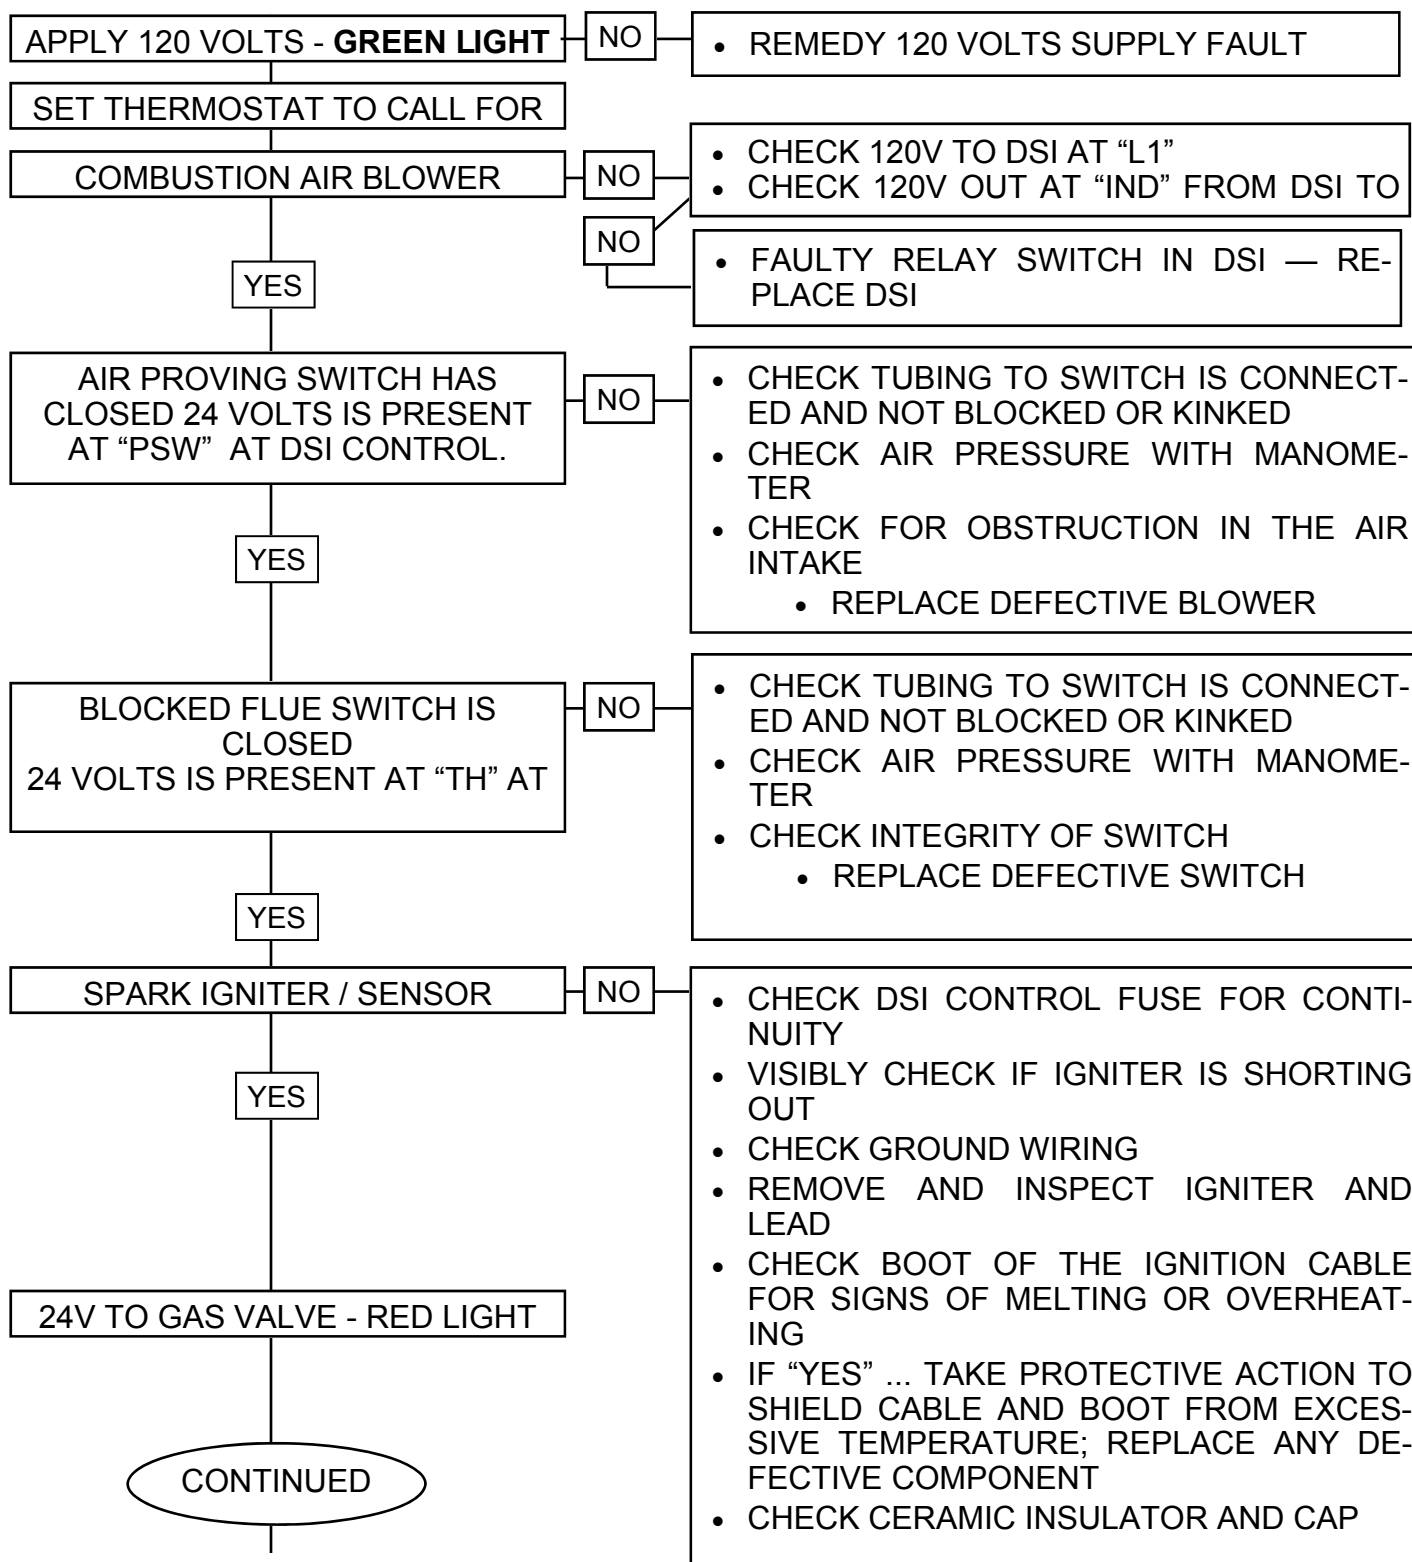 APPLY 120 VOLTS - GREEN LIGHT
NO
• REMEDY 120 VOLTS SUPPLY FAULT
SET THERMOSTAT TO CALL FOR
COMBUSTION AIR BLOWER
NO
• CHECK 120V TO DSI AT “L1”
• CHECK 120V OUT AT “IND” FROM DSI TO
NO
• FAULTY RELAY SWITCH IN DSI — RE-
PLACE DSI
YES
AIR PROVING SWITCH HAS
CLOSED 24 VOLTS IS PRESENT
AT “PSW” AT DSI CONTROL.
NO
• CHECK TUBING TO SWITCH IS CONNECT-
ED AND NOT BLOCKED OR KINKED
• CHECK AIR PRESSURE WITH MANOME-
TER
• CHECK FOR OBSTRUCTION IN THE AIR
INTAKE
• REPLACE DEFECTIVE BLOWER
YES
BLOCKED FLUE SWITCH IS
CLOSED
24 VOLTS IS PRESENT AT “TH” AT
NO
• CHECK TUBING TO SWITCH IS CONNECT-
ED AND NOT BLOCKED OR KINKED
• CHECK AIR PRESSURE WITH MANOME-
TER
• CHECK INTEGRITY OF SWITCH
• REPLACE DEFECTIVE SWITCH
YES
SPARK IGNITER / SENSOR
NO
• CHECK DSI CONTROL FUSE FOR CONTI-
NUITY
• VISIBLY CHECK IF IGNITER IS SHORTING
OUT
• CHECK GROUND WIRING
• REMOVE AND INSPECT IGNITER AND
LEAD
• CHECK BOOT OF THE IGNITION CABLE
FOR SIGNS OF MELTING OR OVERHEAT-
ING
• IF “YES” ... TAKE PROTECTIVE ACTION TO
SHIELD CABLE AND BOOT FROM EXCES-
SIVE TEMPERATURE; REPLACE ANY DE-
FECTIVE COMPONENT
• CHECK CERAMIC INSULATOR AND CAP
YES
24V TO GAS VALVE - RED LIGHT
CONTINUED